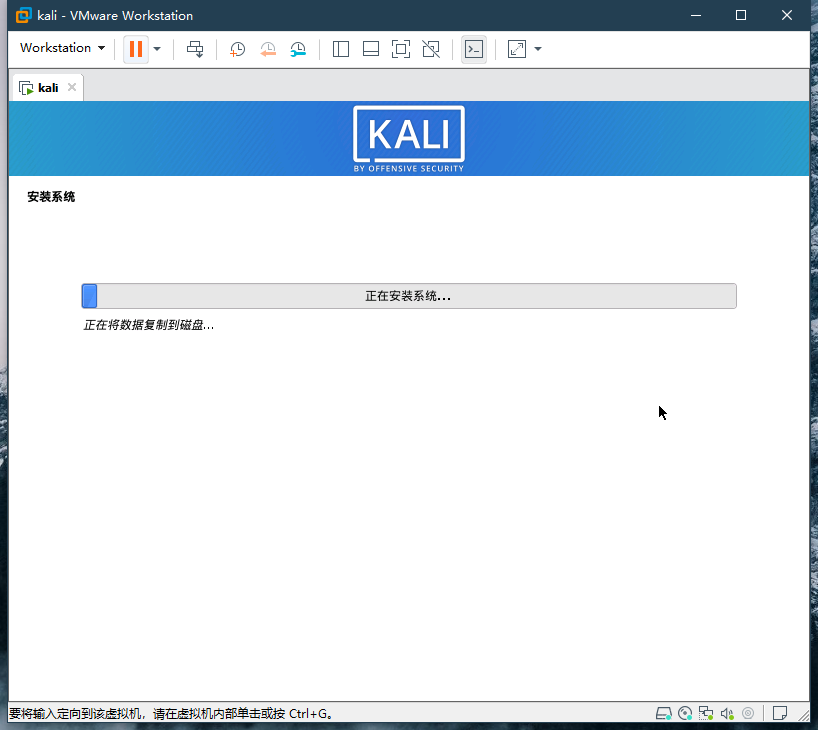 kali - VMware Workstation
Workstation
kali
KALI
BY OFFENSIVE SECURITY
安装系统
正在安装系统...
正在将数据复制到磁盘...
要将输入定向到该虚拟机，请在虚拟机内部单击或按 Ctrl+G。